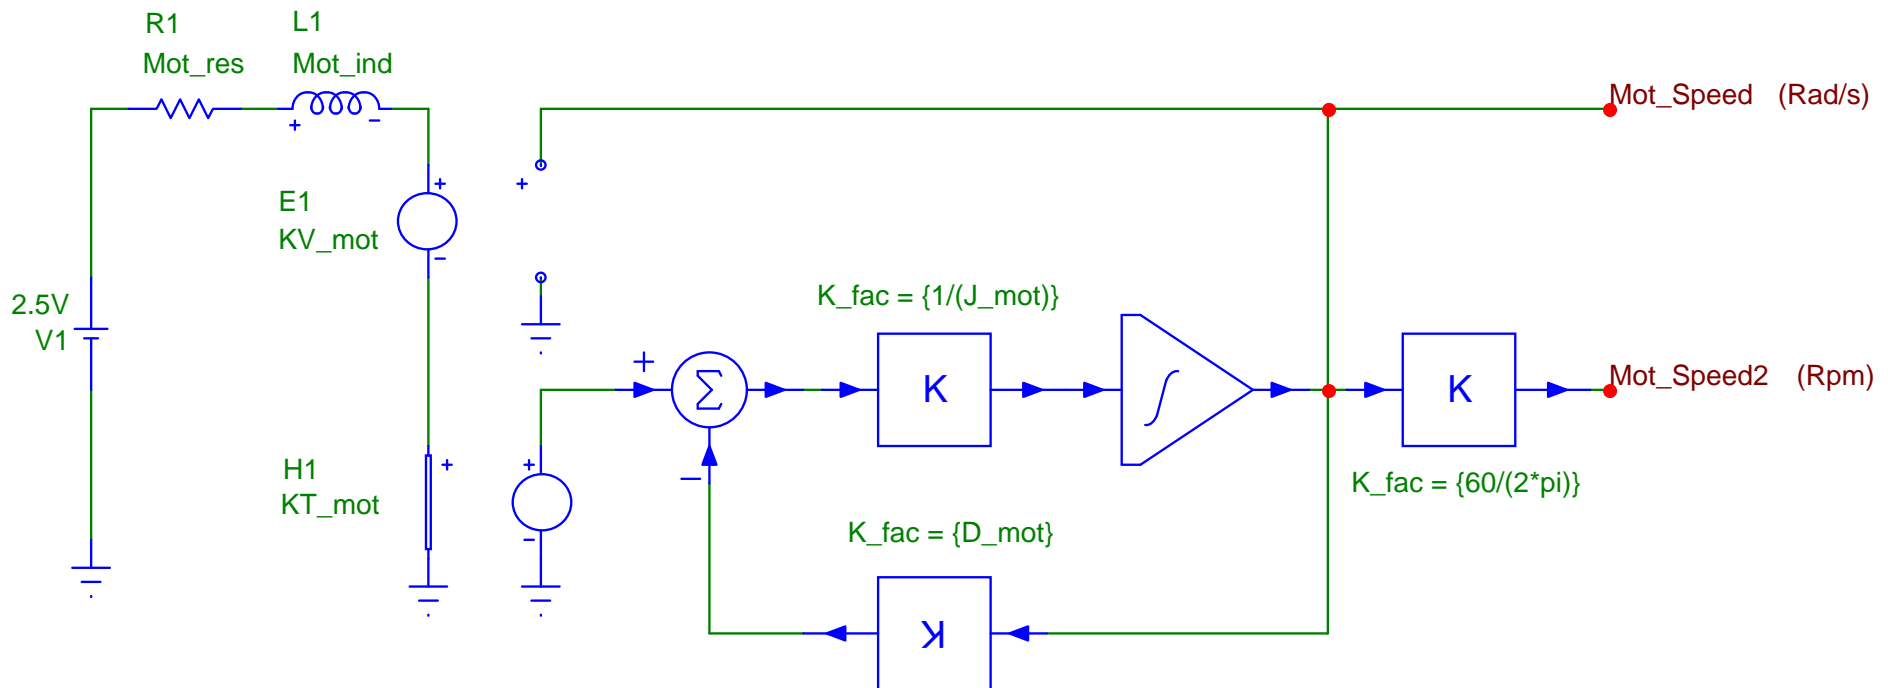 R1
Mot_res
L1
Mot_ind
Mot_Speed (Rad/s)
E1
KV_mot
2.5V
V1
K_fac = {1/(J_mot)}
+
Σ
K
∫
K
Mot_Speed2 (Rpm)
H1
KT_mot
K_fac = {60/(2*pi)}
K_fac = {D_mot}
K